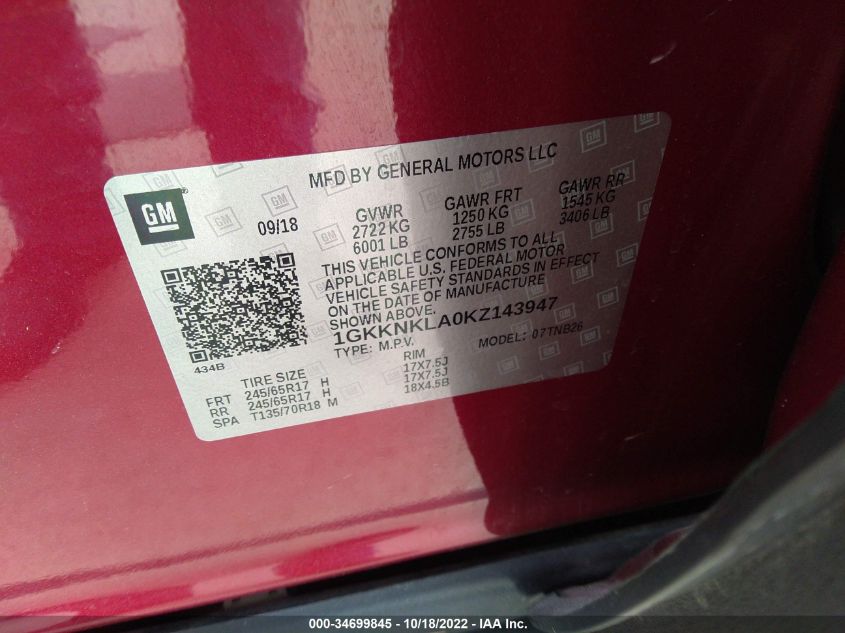 MFD BY GENERAL MOTORS LLC
GM
09/18
GVWR GAWR FRT GAWR RR
2722 KG 1250 KG 1545 KG
6001 LB 2755 LB 3406 LB
THIS VEHICLE CONFORMS TO ALL
APPLICABLE U.S. FEDERAL MOTOR
VEHICLE SAFETY STANDARDS IN EFFECT
ON THE DATE OF MANUFACTURE
SHOWN ABOVE.
1GKKNKLA0KZ143947
TYPE: M.P.V. MODEL: 07TNB26
434B
TIRE SIZE RIM
FRT 245/65R17 H 17X7.5J
RR 245/65R17 H 17X7.5J
SPA T135/70R18 M 18X4.5B
000-34699845 - 10/18/2022 - IAA Inc.